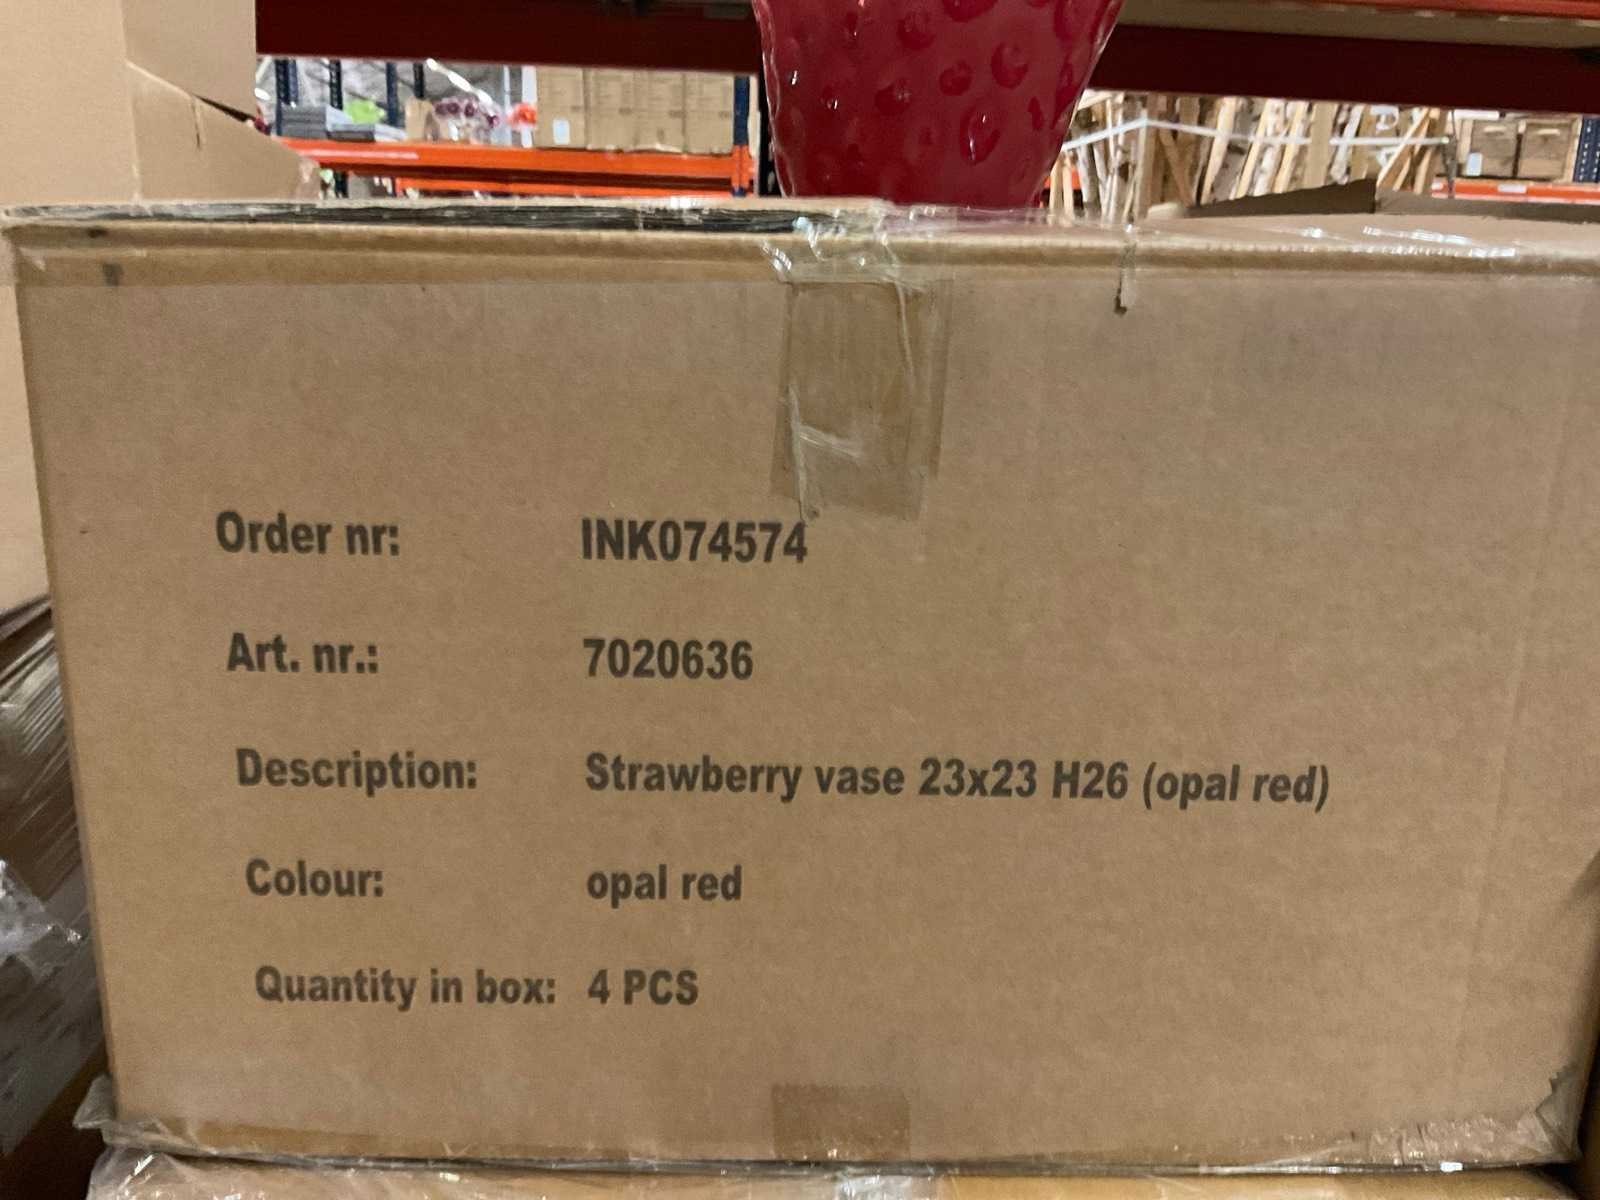 Order nr: INK074574
Art. nr.: 7020636
Description: Strawberry vase 23x23 H26 (opal red)
Colour: opal red
Quantity in box: 4 PCS